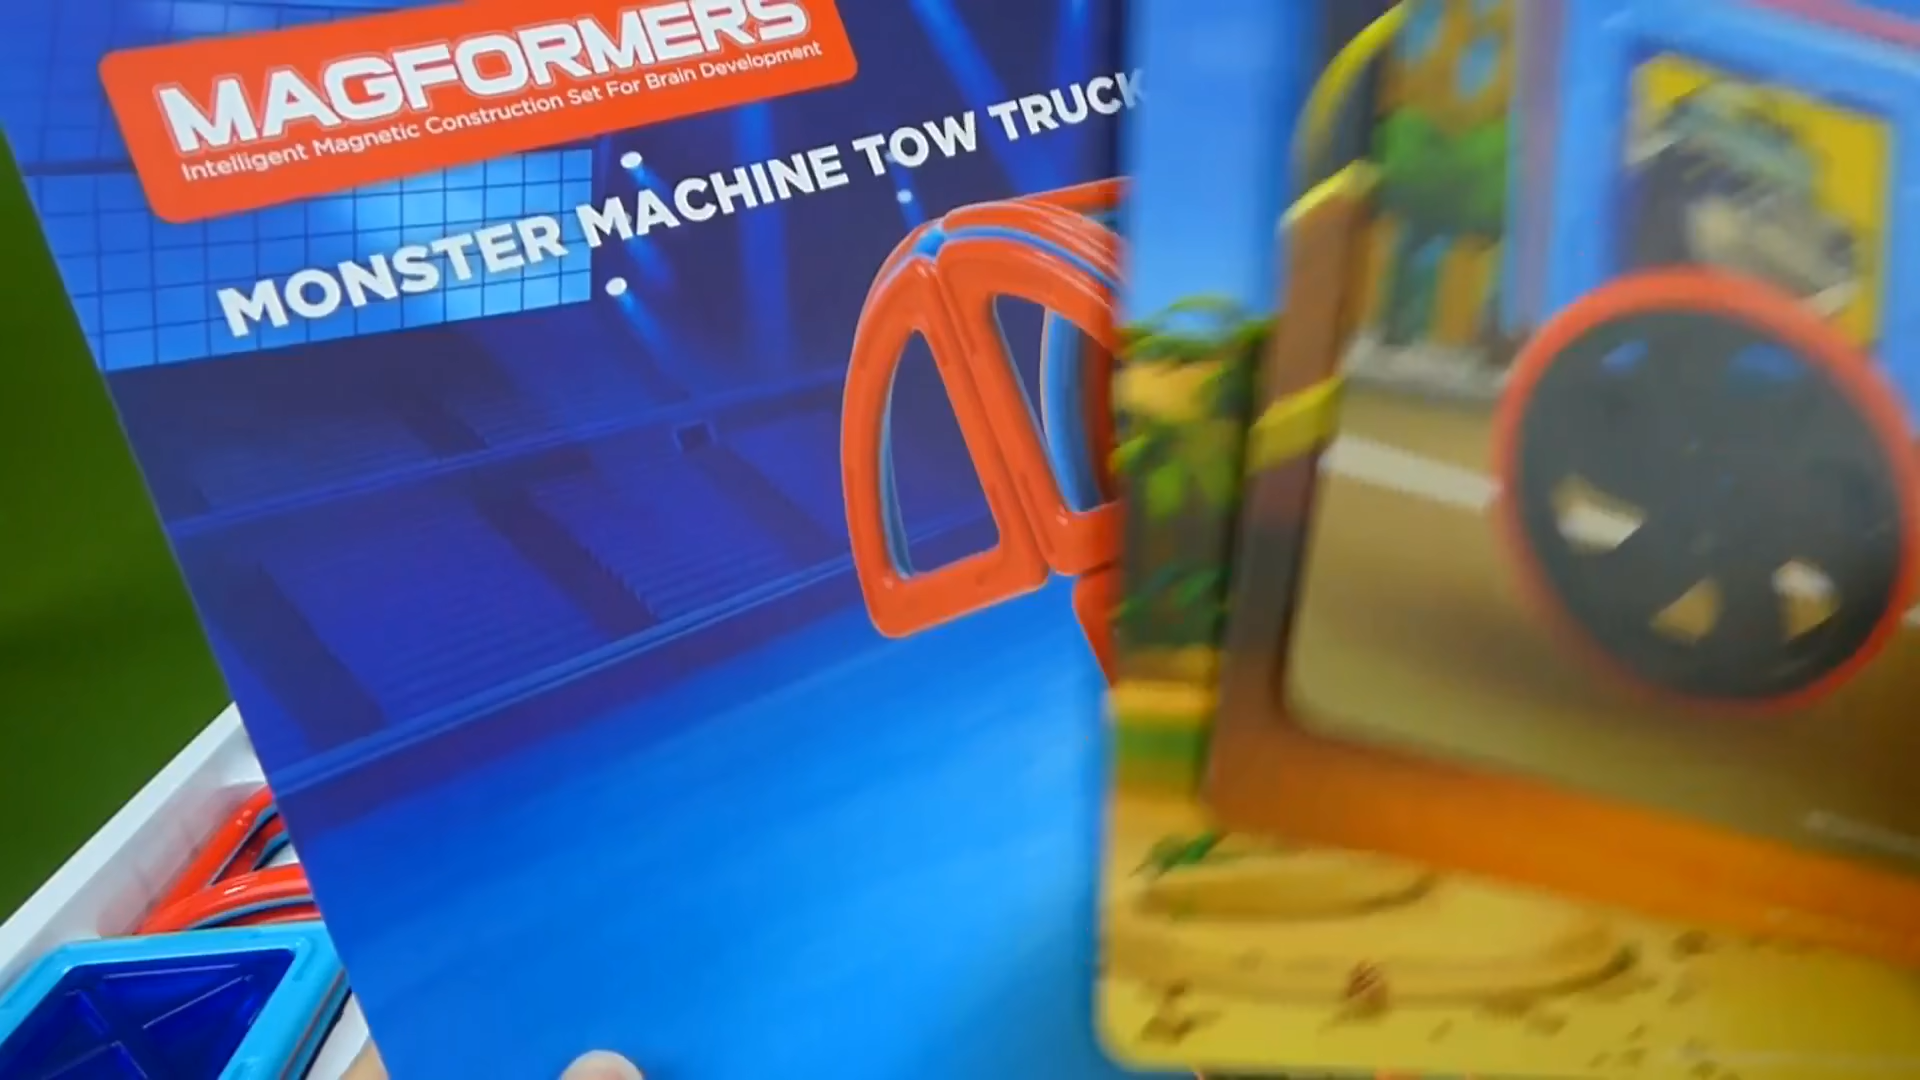 MAGFORMERS
Intelligent Magnetic Construction Set For Brain Development
MONSTER MACHINE TOW TRUCK